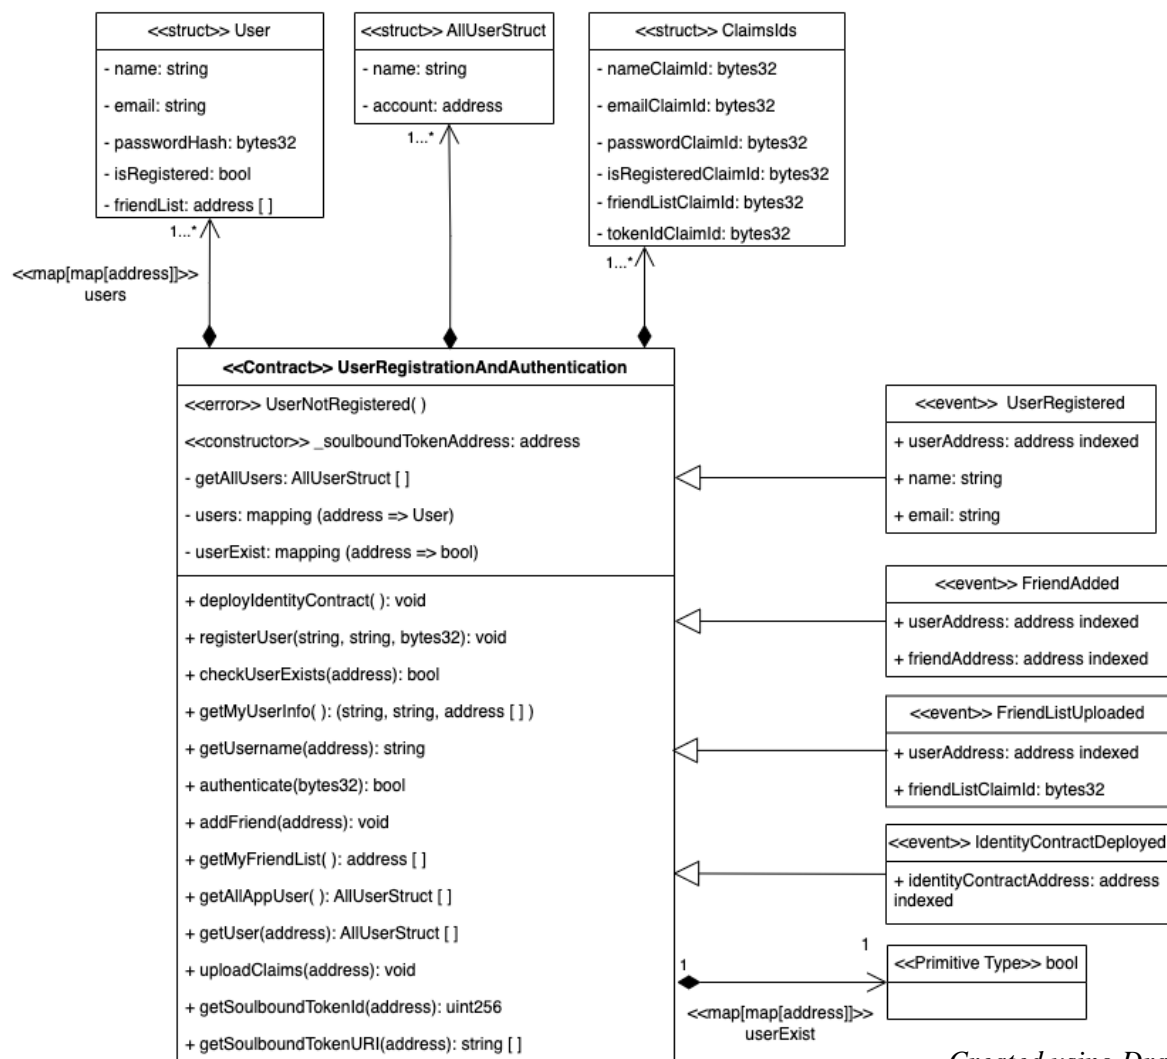 <<struct>> User
- name: string
- email: string
- passwordHash: bytes32
- isRegistered: bool
- friendList: address [ ]
1...*
<<map[map[address]]>>
users
<<struct>> AllUserStruct
- name: string
- account: address
1...*
<<struct>> ClaimsIds
- nameClaimId: bytes32
- emailClaimId: bytes32
- passwordClaimId: bytes32
- isRegisteredClaimId: bytes32
- friendListClaimId: bytes32
- tokenIdClaimId: bytes32
1...*
<<Contract>> UserRegistrationAndAuthentication
<<error>> UserNotRegistered( )
<<constructor>> _soulboundTokenAddress: address
- getAllUsers: AllUserStruct [ ]
- users: mapping (address => User)
- userExist: mapping (address => bool)
+ deployIdentityContract( ): void
+ registerUser(string, string, bytes32): void
+ checkUserExists(address): bool
+ getMyUserInfo( ): (string, string, address [ ] )
+ getUsername(address): string
+ authenticate(bytes32): bool
+ addFriend(address): void
+ getMyFriendList( ): address [ ]
+ getAllAppUser( ): AllUserStruct [ ]
+ getUser(address): AllUserStruct [ ]
+ uploadClaims(address): void
+ getSoulboundTokenId(address): uint256
+ getSoulboundTokenURI(address): string [ ]
<<event>> UserRegistered
+ userAddress: address indexed
+ name: string
+ email: string
<<event>> FriendAdded
+ userAddress: address indexed
+ friendAddress: address indexed
<<event>> FriendListUploaded
+ userAddress: address indexed
+ friendListClaimId: bytes32
<<event>> IdentityContractDeployed
+ identityContractAddress: address
indexed
1
1
<<Primitive Type>> bool
<<map[map[address]]>>
userExist